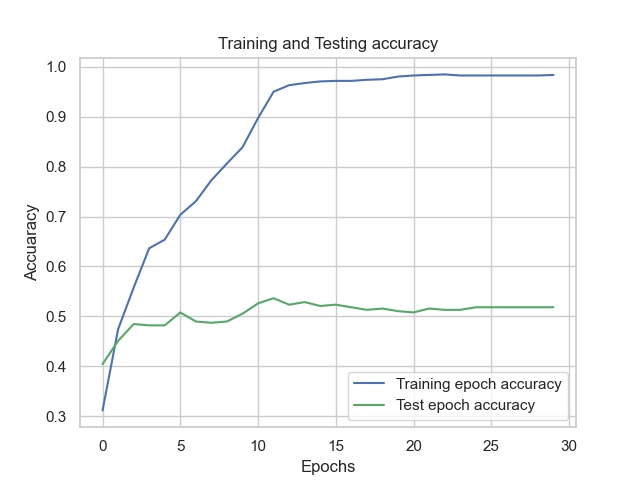 Training and Testing accuracy
1.0
0.9
0.8
0.7
0.6
0.5
0.4
0.3
Accuaracy
Training epoch accuracy
Test epoch accuracy
0 5 10 15 20 25 30
Epochs